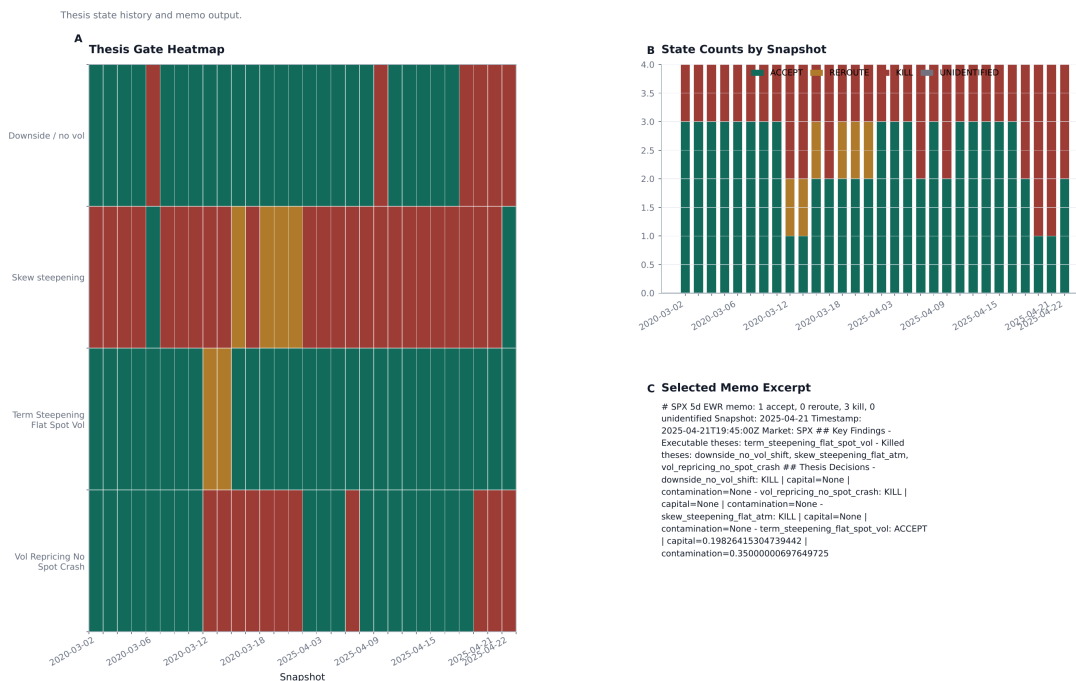 Thesis state history and memo output.
A
Thesis Gate Heatmap
Downside / no vol
Skew steepening
Term Steepening
Flat Spot Vol
Vol Repricing No
Spot Crash
2020-03-02
2020-03-06
2020-03-12
2020-03-18
2025-04-03
2025-04-09
2025-04-15
2025-04-21
2025-04-22
Snapshot
B State Counts by Snapshot
ACCEPT REROUTE KILL UNIDENTIFIED
4.0
3.5
3.0
2.5
2.0
1.5
1.0
0.5
0.0
2020-03-02
2020-03-06
2020-03-12
2020-03-18
2025-04-03
2025-04-09
2025-04-15
2025-04-21
2025-04-22
C Selected Memo Excerpt
# SPX 5d EWR memo: 1 accept, 0 reroute, 3 kill, 0
unidentified Snapshot: 2025-04-21 Timestamp:
2025-04-21T19:45:00Z Market: SPX ## Key Findings -
Executable theses: term_steepening_flat_spot_vol - Killed
theses: downside_no_vol_shift, skew_steepening_flat_atm,
vol_repricing_no_spot_crash ## Thesis Decisions -
downside_no_vol_shift: KILL | capital=None |
contamination=None - vol_repricing_no_spot_crash: KILL |
capital=None | contamination=None -
skew_steepening_flat_atm: KILL | capital=None |
contamination=None - term_steepening_flat_spot_vol: ACCEPT
| capital=0.19826415304739442 |
contamination=0.35000000697649725